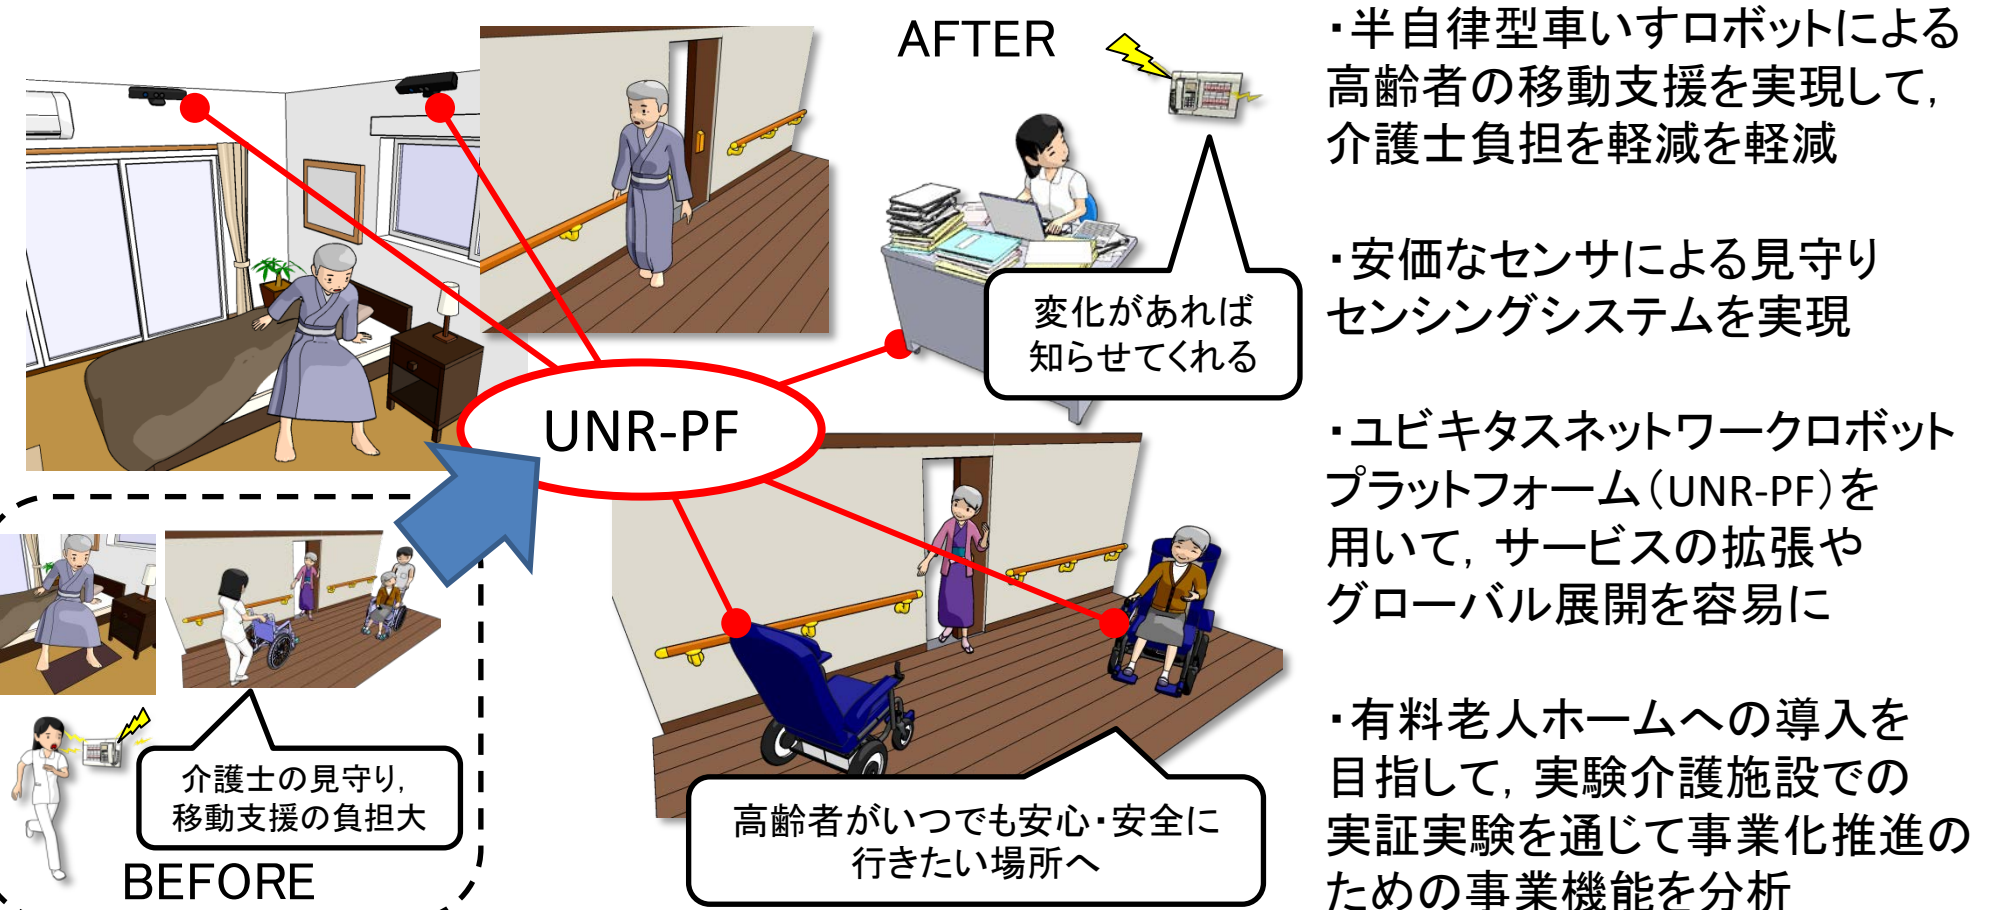 AFTER
変化があれば
知らせてくれる
UNR-PF
介護士の見守り,
移動支援の負担大
BEFORE
高齢者がいつでも安心・安全に
行きたい場所へ
・半自律型車いすロボットによる
高齢者の移動支援を実現して,
介護士負担を軽減を軽減
・安価なセンサによる見守り
センシングシステムを実現
・ユビキタスネットワークロボット
プラットフォーム(UNR-PF)を
用いて, サービスの拡張や
グローバル展開を容易に
・有料老人ホームへの導入を
目指して, 実験介護施設での
実証実験を通じて事業化推進の
ための事業機能を分析